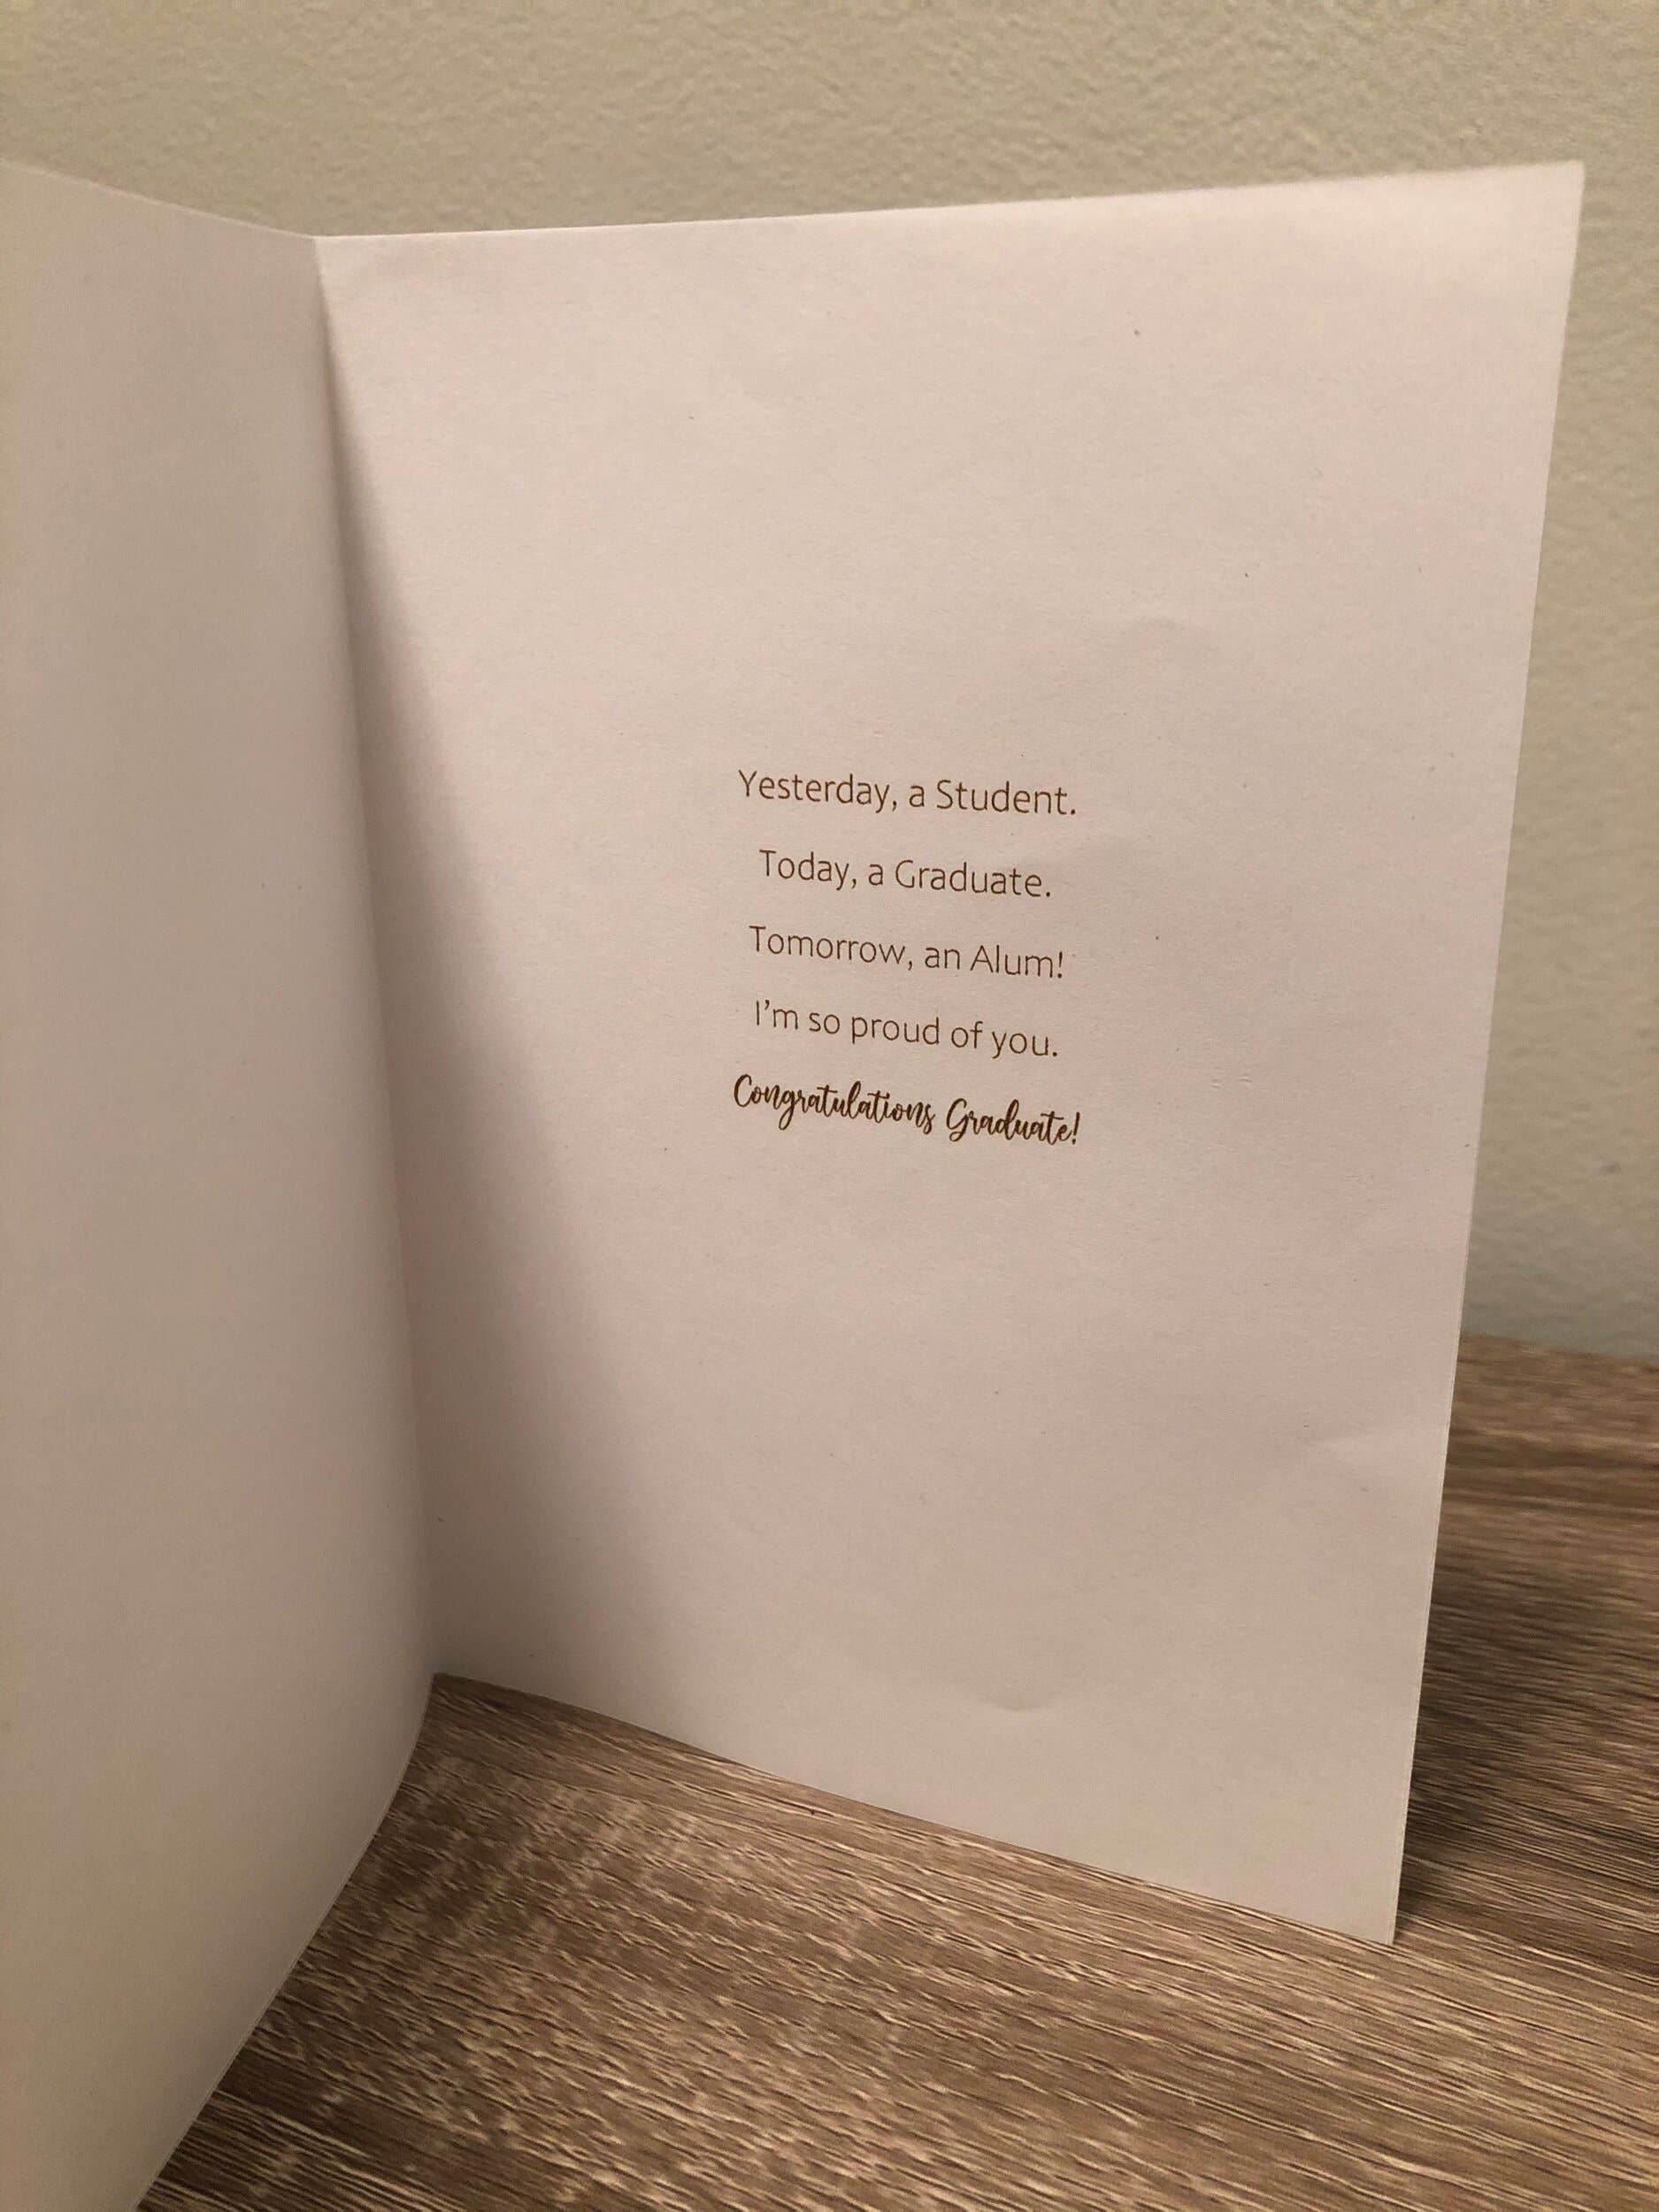 Yesterday, a Student.
Today, a Graduate.
Tomorrow, an Alum!
I'm so proud of you.
Congratulations Graduate!